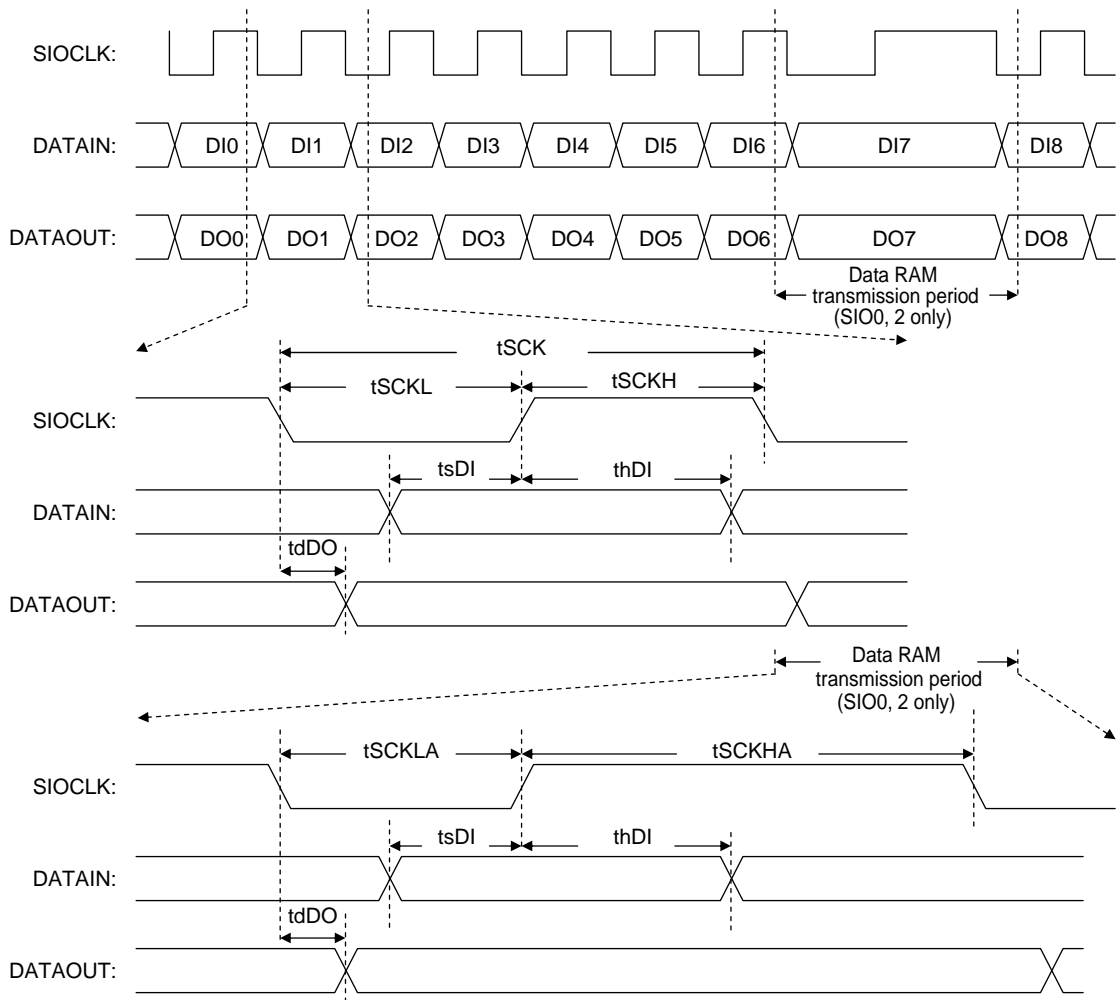 SIOCLK:
DATAIN: DI0 DI1 DI2 DI3 DI4 DI5 DI6 DI7 DI8
DATAOUT: DO0 DO1 DO2 DO3 DO4 DO5 DO6 DO7 DO8
Data RAM
transmission period
(SIO0, 2 only)
tSCK
tSCKL tSCKH
SIOCLK:
tsDI thDI
DATAIN:
tdDO
DATAOUT:
Data RAM
transmission period
(SIO0, 2 only)
tSCKLA tSCKHA
SIOCLK:
tsDI thDI
DATAIN:
tdDO
DATAOUT: